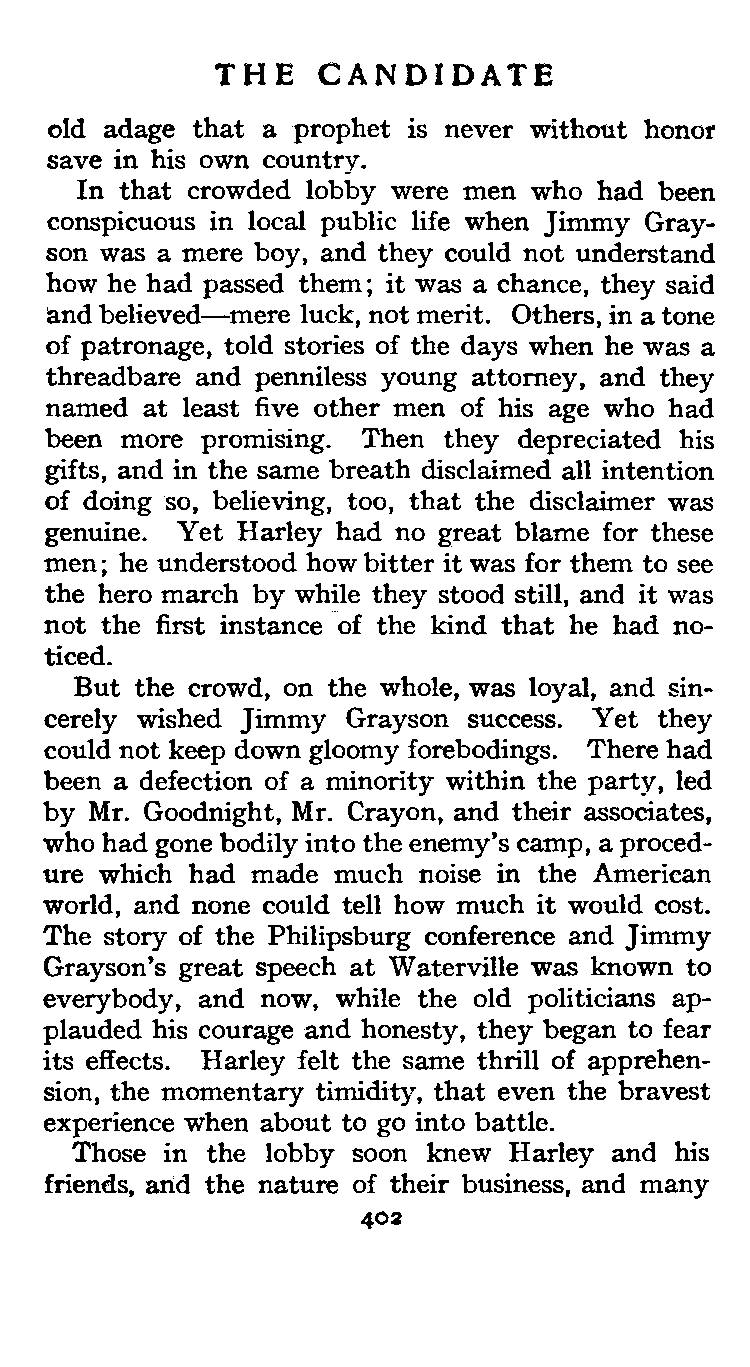 THE CANDIDATE
old adage that a prophet is never without honor
save in his own country.
In that crowded lobby were men who had been
conspicuous in local public life when Jimmy Gray-
son was a mere boy, and they could not understand
how he had passed them; it was a chance, they said
and believed—mere luck, not merit. Others, in a tone
of patronage, told stories of the days when he was a
threadbare and penniless young attorney, and they
named at least five other men of his age who had
been more promising. Then they depreciated his
gifts, and in the same breath disclaimed all intention
of doing so, believing, too, that the disclaimer was
genuine. Yet Harley had no great blame for these
men; he understood how bitter it was for them to see
the hero march by while they stood still, and it was
not the first instance of the kind that he had no-
ticed.
But the crowd, on the whole, was loyal, and sin-
cerely wished Jimmy Grayson success. Yet they
could not keep down gloomy forebodings. There had
been a defection of a minority within the party, led
by Mr. Goodnight, Mr. Crayon, and their associates,
who had gone bodily into the enemy's camp, a proced-
ure which had made much noise in the American
world, and none could tell how much it would cost.
The story of the Philipsburg conference and Jimmy
Grayson's great speech at Waterville was known to
everybody, and now, while the old politicians ap-
plauded his courage and honesty, they began to fear
its effects. Harley felt the same thrill of apprehen-
sion, the momentary timidity, that even the bravest
experience when about to go into battle.
Those in the lobby soon knew Harley and his
friends, and the nature of their business, and many
402